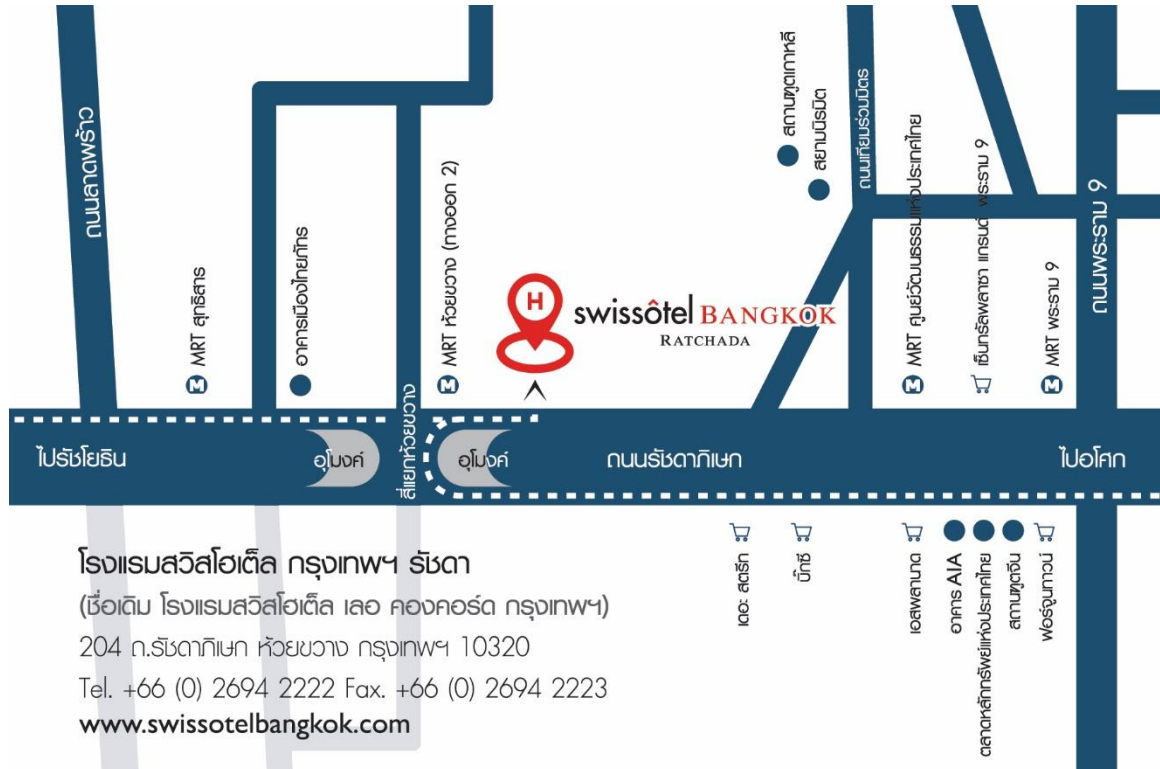 ถนนลาดพร้าว
MRT สุทธิสาร
อาคารเมืองไทยภัทร
สี่แยกห้วยขวาง
MRT ห้วยขวาง (ทางออก 2)
H
swissôtel BANGKOK
RATCHADA
สถานฑูตเกาหลี
สยามนิรมิต
ถนนเทียมร่วมมิตร
MRT ศูนย์วัฒนธรรมแห่งประเทศไทย
เซ็นทรัลพลาซา แกรนด์ พระราม 9
MRT พระราม 9
ถนนพระราม 9
ไปรัชโยธิน
อุโมงค์
อุโมงค์
ถนนรัชดาภิเษก
ไปอโศก
เดอะ สตรีท
บิ๊กซี
เอสพลานาด
อาคาร AIA
ตลาดหลักทรัพย์แห่งประเทศไทย
สถานฑูตจีน
ฟอร์จูนทาวน์
โรงแรมสวิสโฮเต็ล กรุงเทพฯ รัชดา
(ชื่อเดิม โรงแรมสวิสโฮเต็ล เลอ คองคอร์ด กรุงเทพฯ)
204 ถ.รัชดาภิเษก ห้วยขวาง กรุงเทพฯ 10320
Tel. +66 (0) 2694 2222 Fax. +66 (0) 2694 2223
www.swissotelbangkok.com